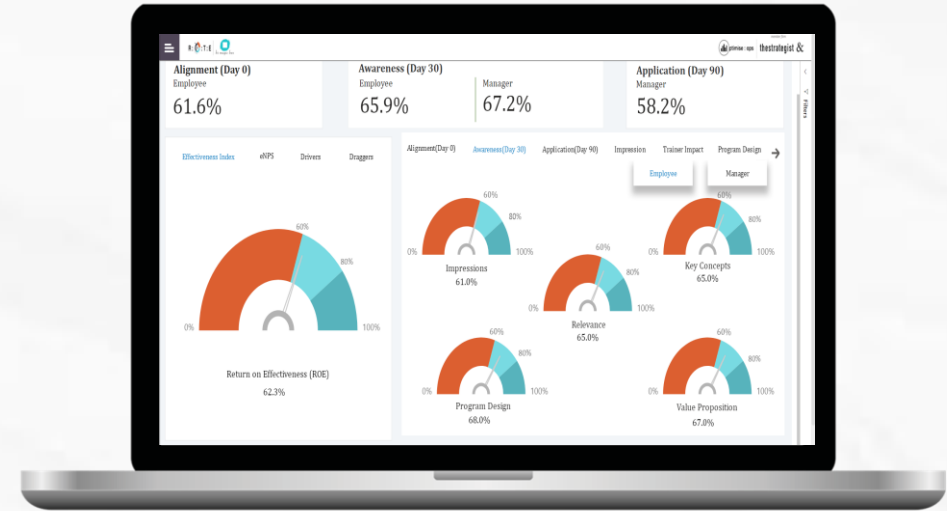 R:O:T:E
thestrategist &
Alignment (Day 0)
Employee
61.6%
Awareness (Day 30)
Employee
65.9%
Manager
67.2%
Application (Day 90)
Manager
58.2%
Filters
Effectiveness Index eNPS Drivers Draggers
60%
80%
0% 100%
Return on Effectiveness (ROE)
62.3%
Alignment(Day 0) Awareness(Day 30) Application(Day 90) Impression Trainer Impact Program Design
Employee Manager
60%
80%
0% 100%
Impressions
61.0%
60%
80%
0% 100%
Relevance
65.0%
60%
80%
0% 100%
Key Concepts
65.0%
60%
80%
0% 100%
Program Design
68.0%
60%
80%
0% 100%
Value Proposition
67.0%